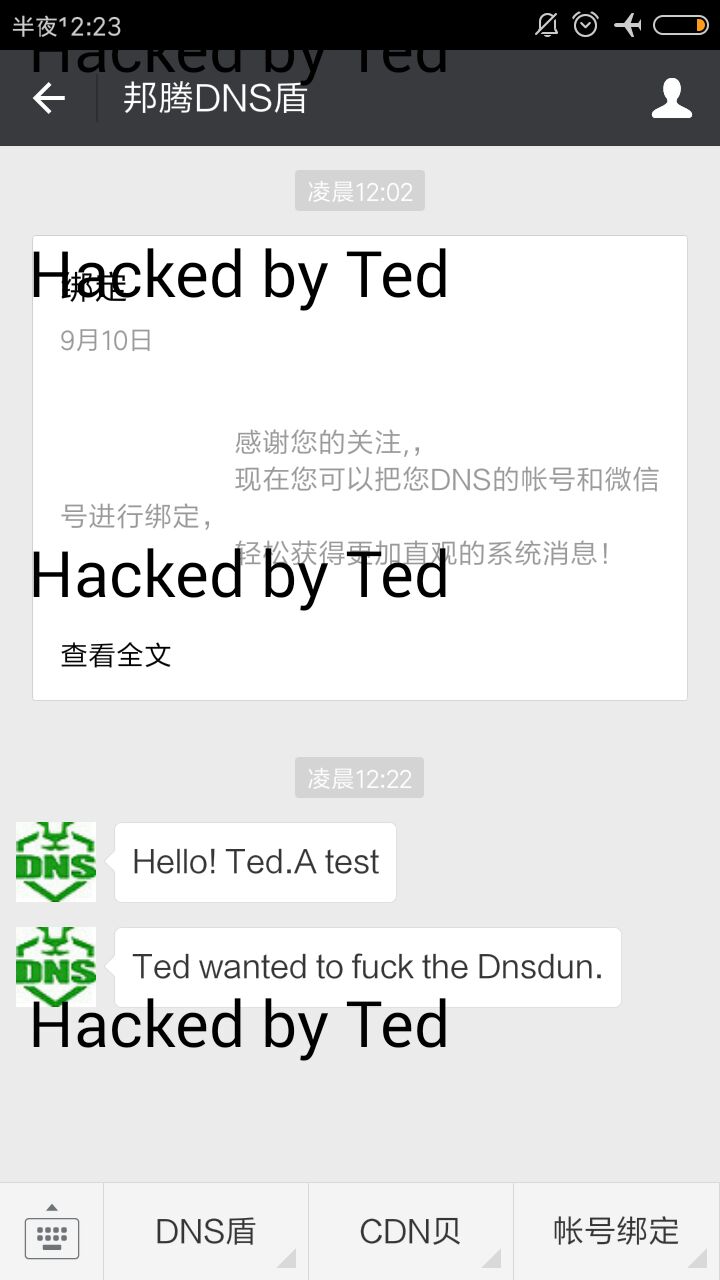 半夜12:23
Hacked by Ted
邦腾DNS盾
凌晨12:02
Hacked by Ted
绑定
9月10日
感谢您的关注,，
现在您可以把您DNS的帐号和微信
号进行绑定，
轻松获得更加直观的系统消息！
Hacked by Ted
查看全文
凌晨12:22
DNS
Hello! Ted.A test
DNS
Ted wanted to fuck the Dnsdun.
Hacked by Ted
DNS盾
CDN贝
帐号绑定